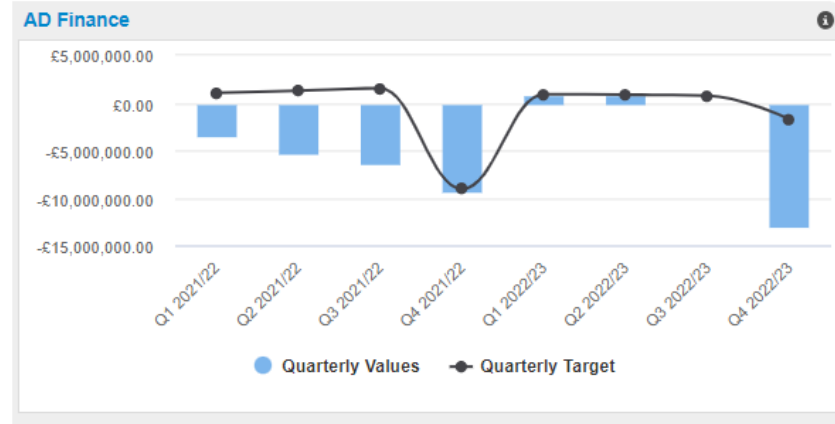 AD Finance
£5,000,000.00
£0.00
-£5,000,000.00
-£10,000,000.00
-£15,000,000.00
Q1 2021/22
Q2 2021/22
Q3 2021/22
Q4 2021/22
Q1 2022/23
Q2 2022/23
Q3 2022/23
Q4 2022/23
Quarterly Values
Quarterly Target